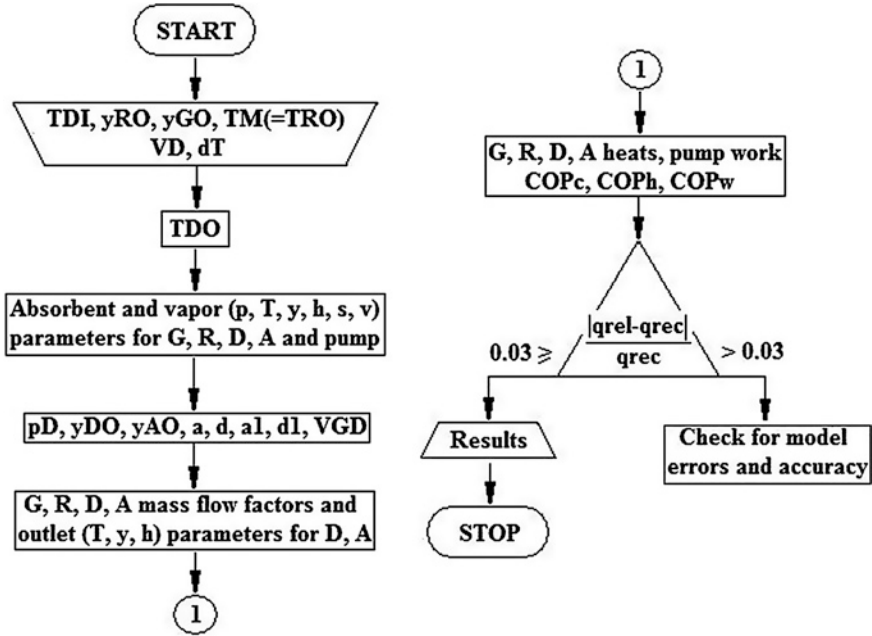 START
TDI, yRO, yGO, TM(=TRO)
VD, dT
TDO
Absorbent and vapor (p, T, y, h, s, v)
parameters for G, R, D, A and pump
pD, yDO, yAO, a, d, a1, d1, VGD
G, R, D, A mass flow factors and
outlet (T, y, h) parameters for D, A
1
1
G, R, D, A heats, pump work
COPc, COPh, COPw
|qrel-qrec|
qrec
0.03 ≥
> 0.03
Results
Check for model
errors and accuracy
STOP